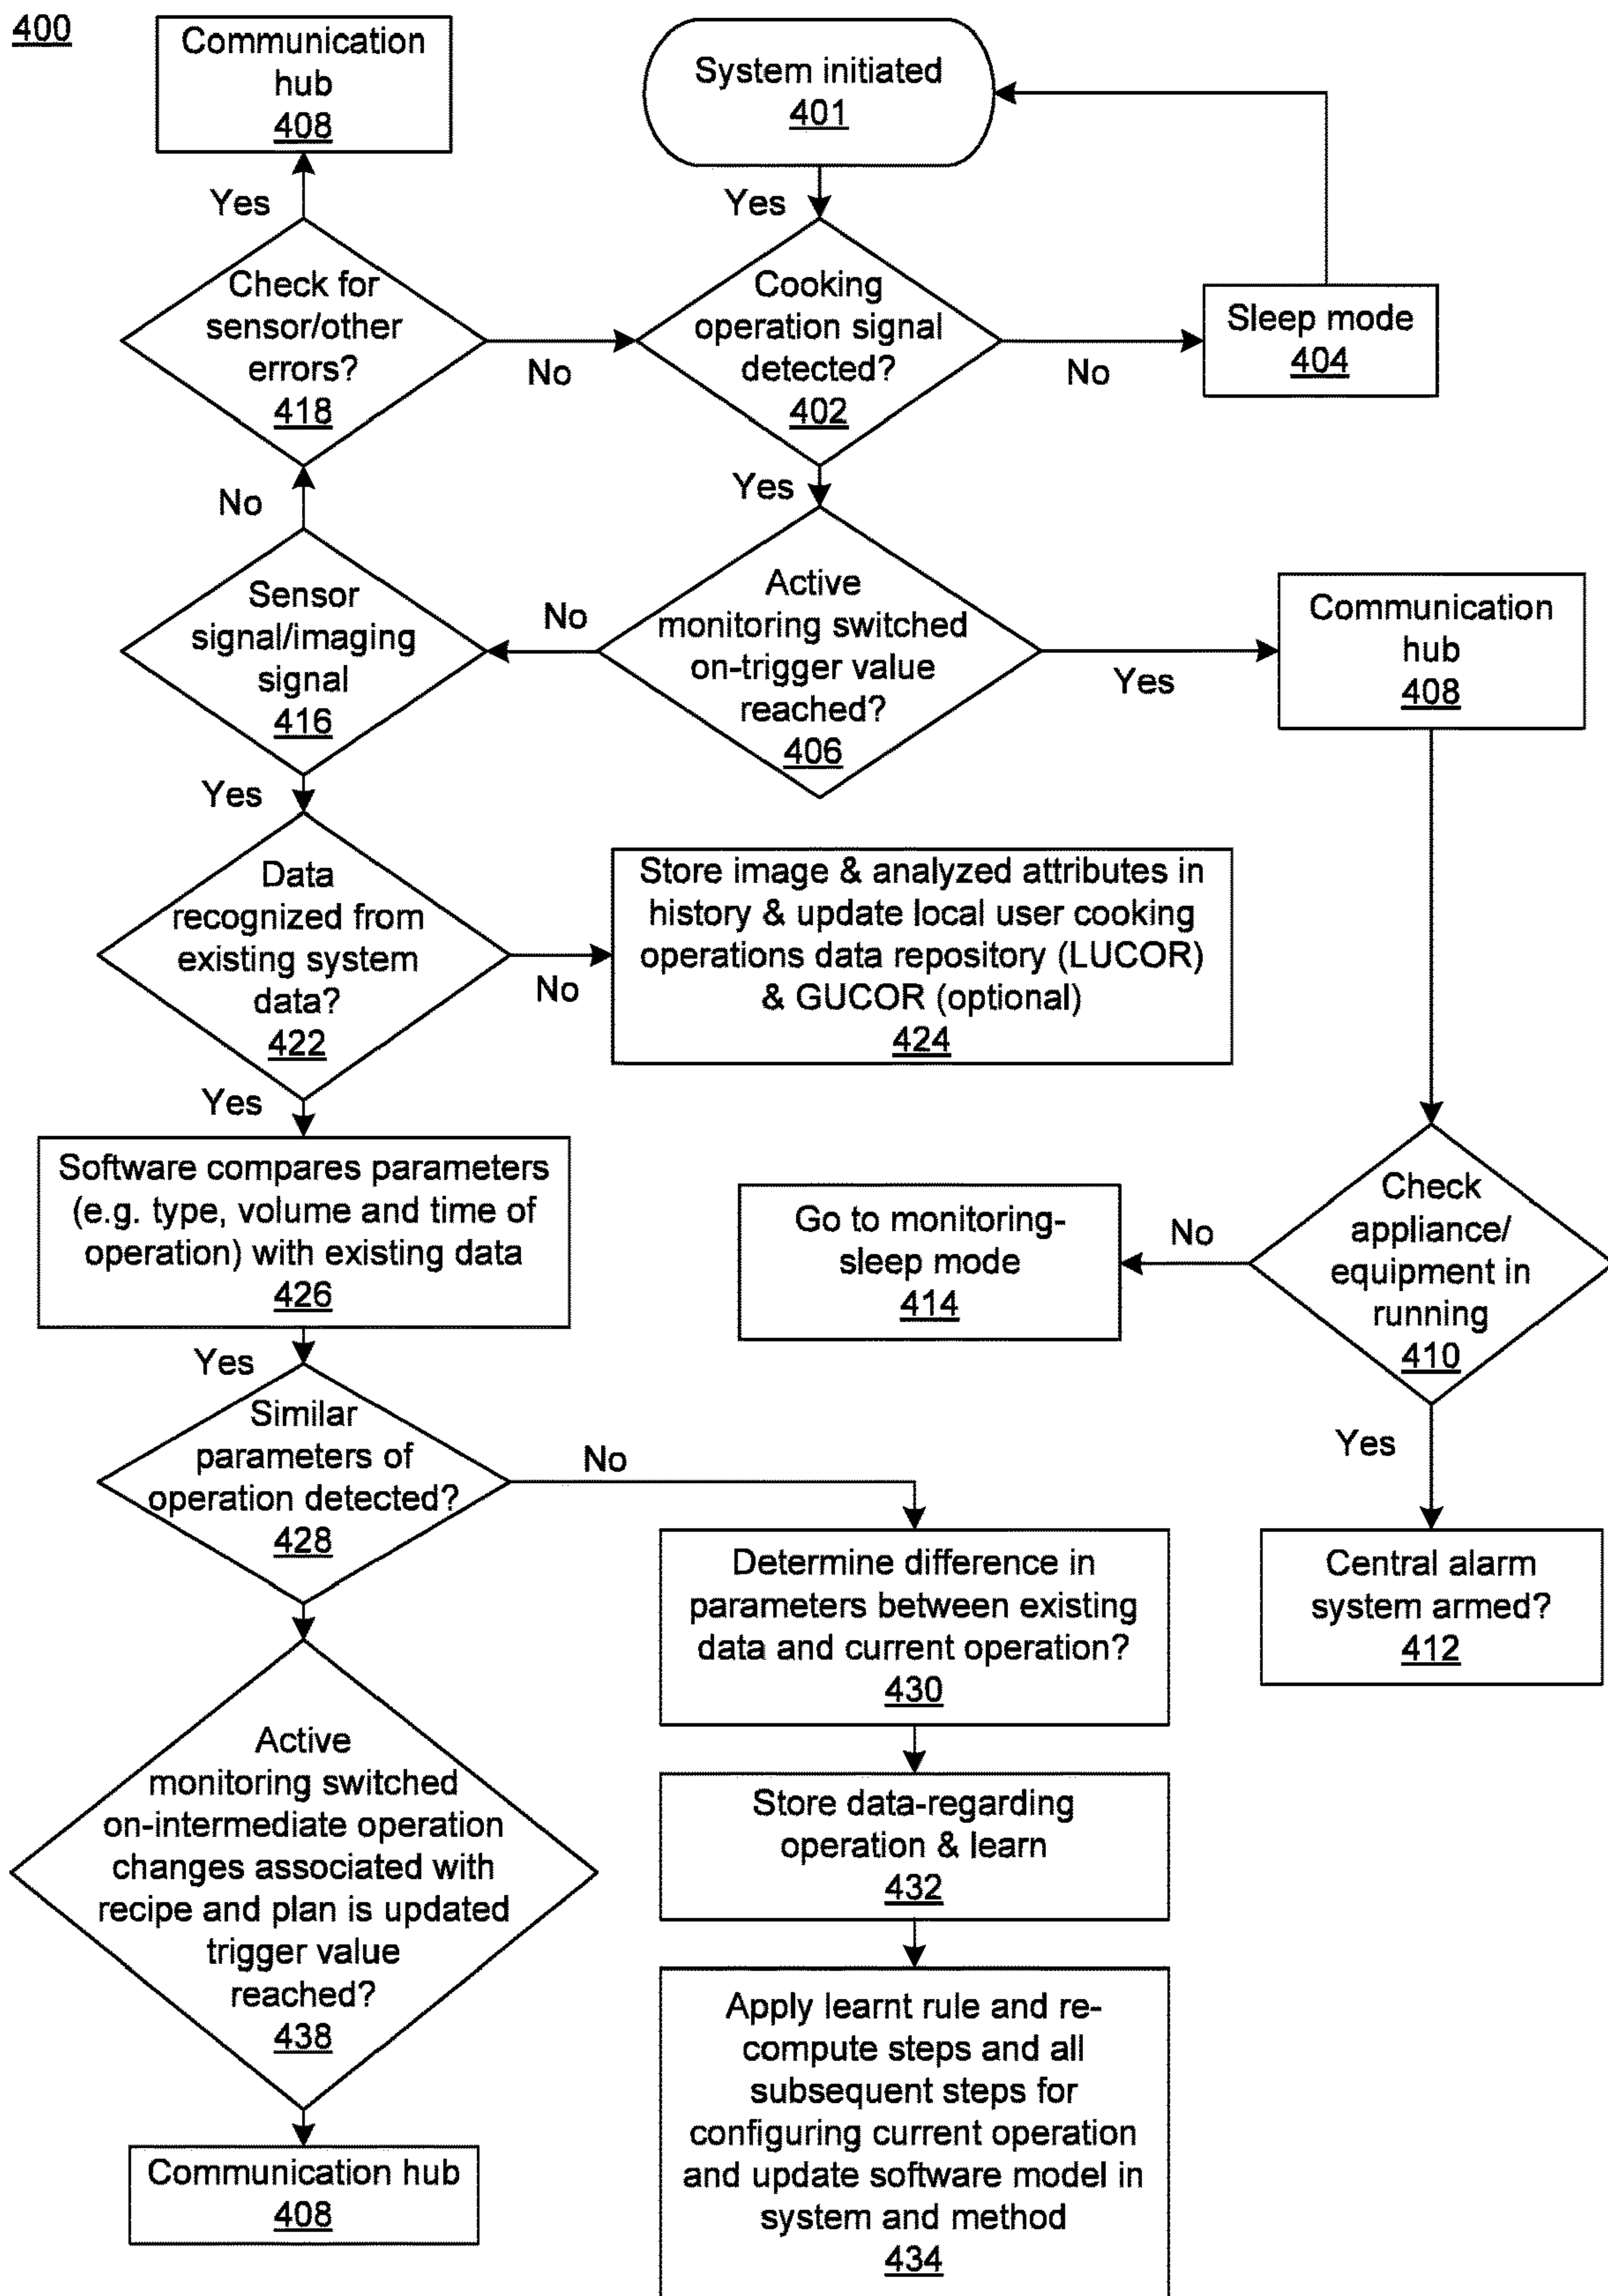 400
Communication
hub
408
System initiated
401
Yes
Yes
Check for
sensor/other
errors?
418
No
Cooking
operation signal
detected?
402
No
Sleep mode
404
No
Yes
Sensor
signal/imaging
signal
416
No
Active
monitoring switched
on-trigger value
reached?
406
Yes
Communication
hub
408
Yes
Data
recognized from
existing system
data?
422
No
Store image & analyzed attributes in
history & update local user cooking
operations data repository (LUCOR)
& GUCOR (optional)
424
Yes
Software compares parameters
(e.g. type, volume and time of
operation) with existing data
426
Go to monitoring-
sleep mode
414
No
Check
appliance/
equipment in
running
410
Yes
Yes
Similar
parameters of
operation detected?
428
No
Determine difference in
parameters between existing
data and current operation?
430
Central alarm
system armed?
412
Active
monitoring switched
on-intermediate operation
changes associated with
recipe and plan is updated
trigger value
reached?
438
Store data-regarding
operation & learn
432
Apply learnt rule and re-
compute steps and all
subsequent steps for
configuring current operation
and update software model in
system and method
434
Communication hub
408